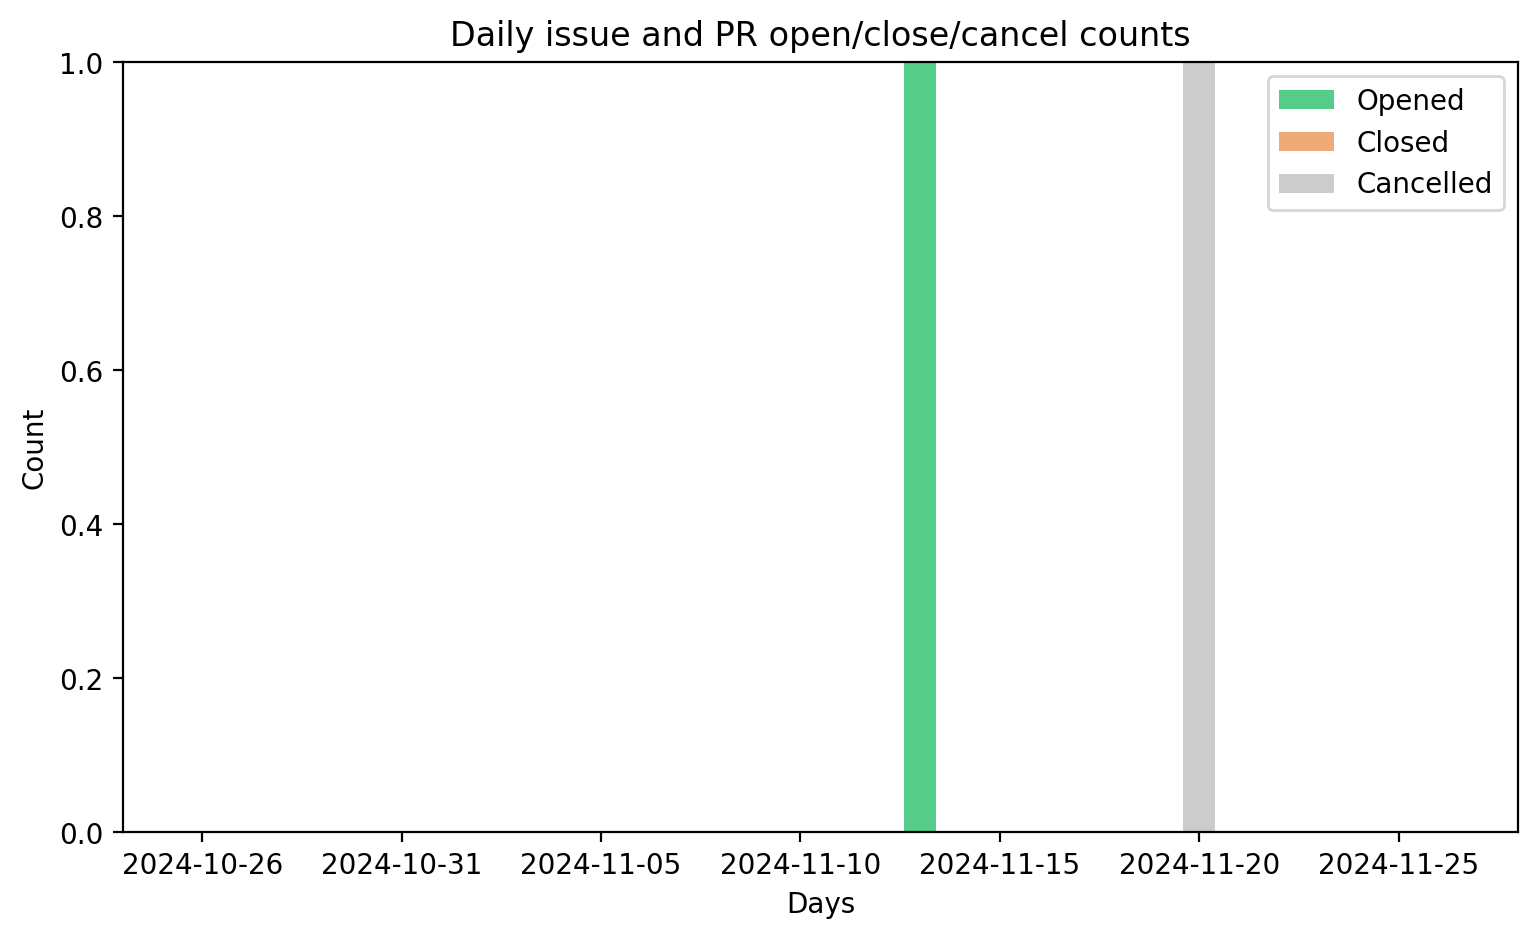 Daily issue and PR open/close/cancel counts
1.0
0.8
0.6
0.4
0.2
0.0
Count
Opened
Closed
Cancelled
2024-10-26 2024-10-31 2024-11-05 2024-11-10 2024-11-15 2024-11-20 2024-11-25
Days